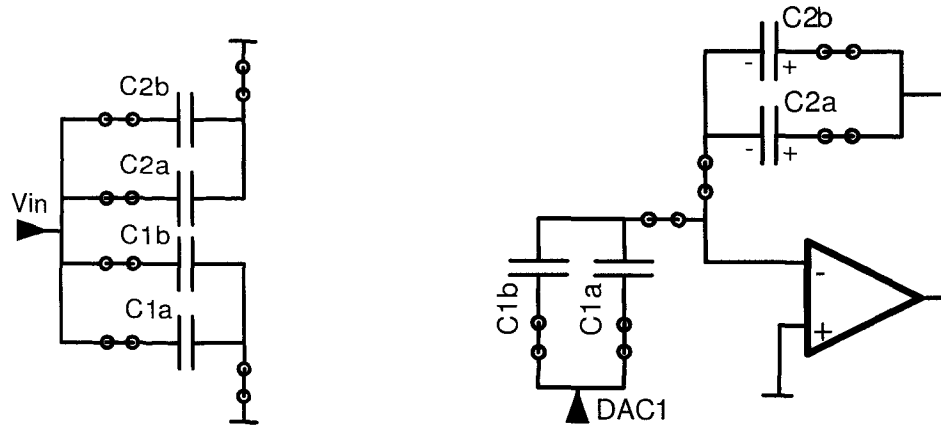 C2b
C2a
Vin
C1b
C1a
C2b
- +
C2a
- +
C1b
C1a
-
+
DAC1